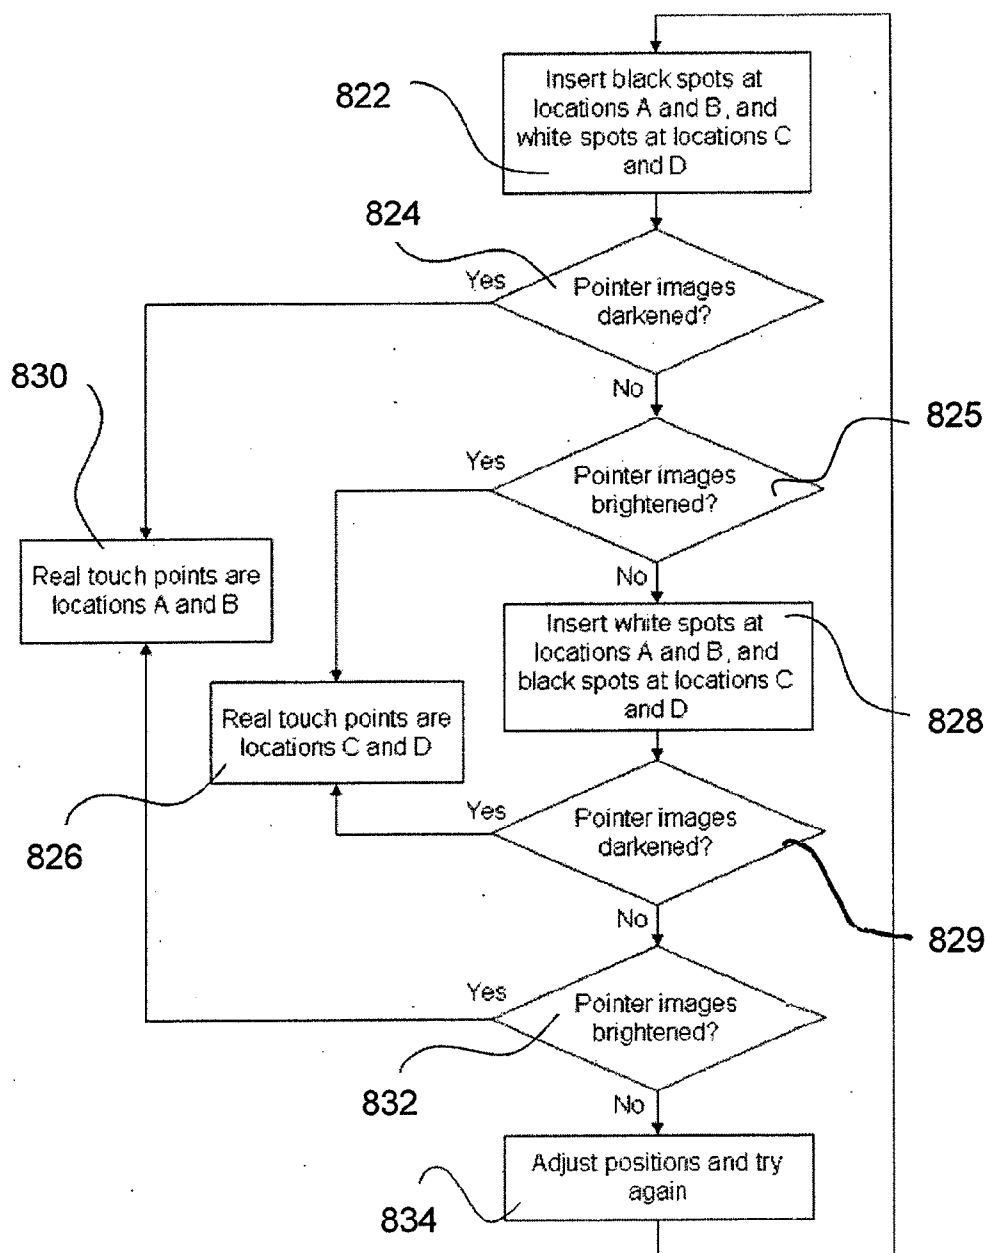 822
Insert black spots at
locations A and B, and
white spots at locations C
and D
824
Yes
Pointer images
darkened?
No
830
825
Yes
Pointer images
brightened?
No
Real touch points are
locations A and B
Insert white spots at
locations A and B, and
black spots at locations C
and D
828
Real touch points are
locations C and D
826
Yes
Pointer images
darkened?
No
829
Yes
Pointer images
brightened?
832
No
Adjust positions and try
again
834